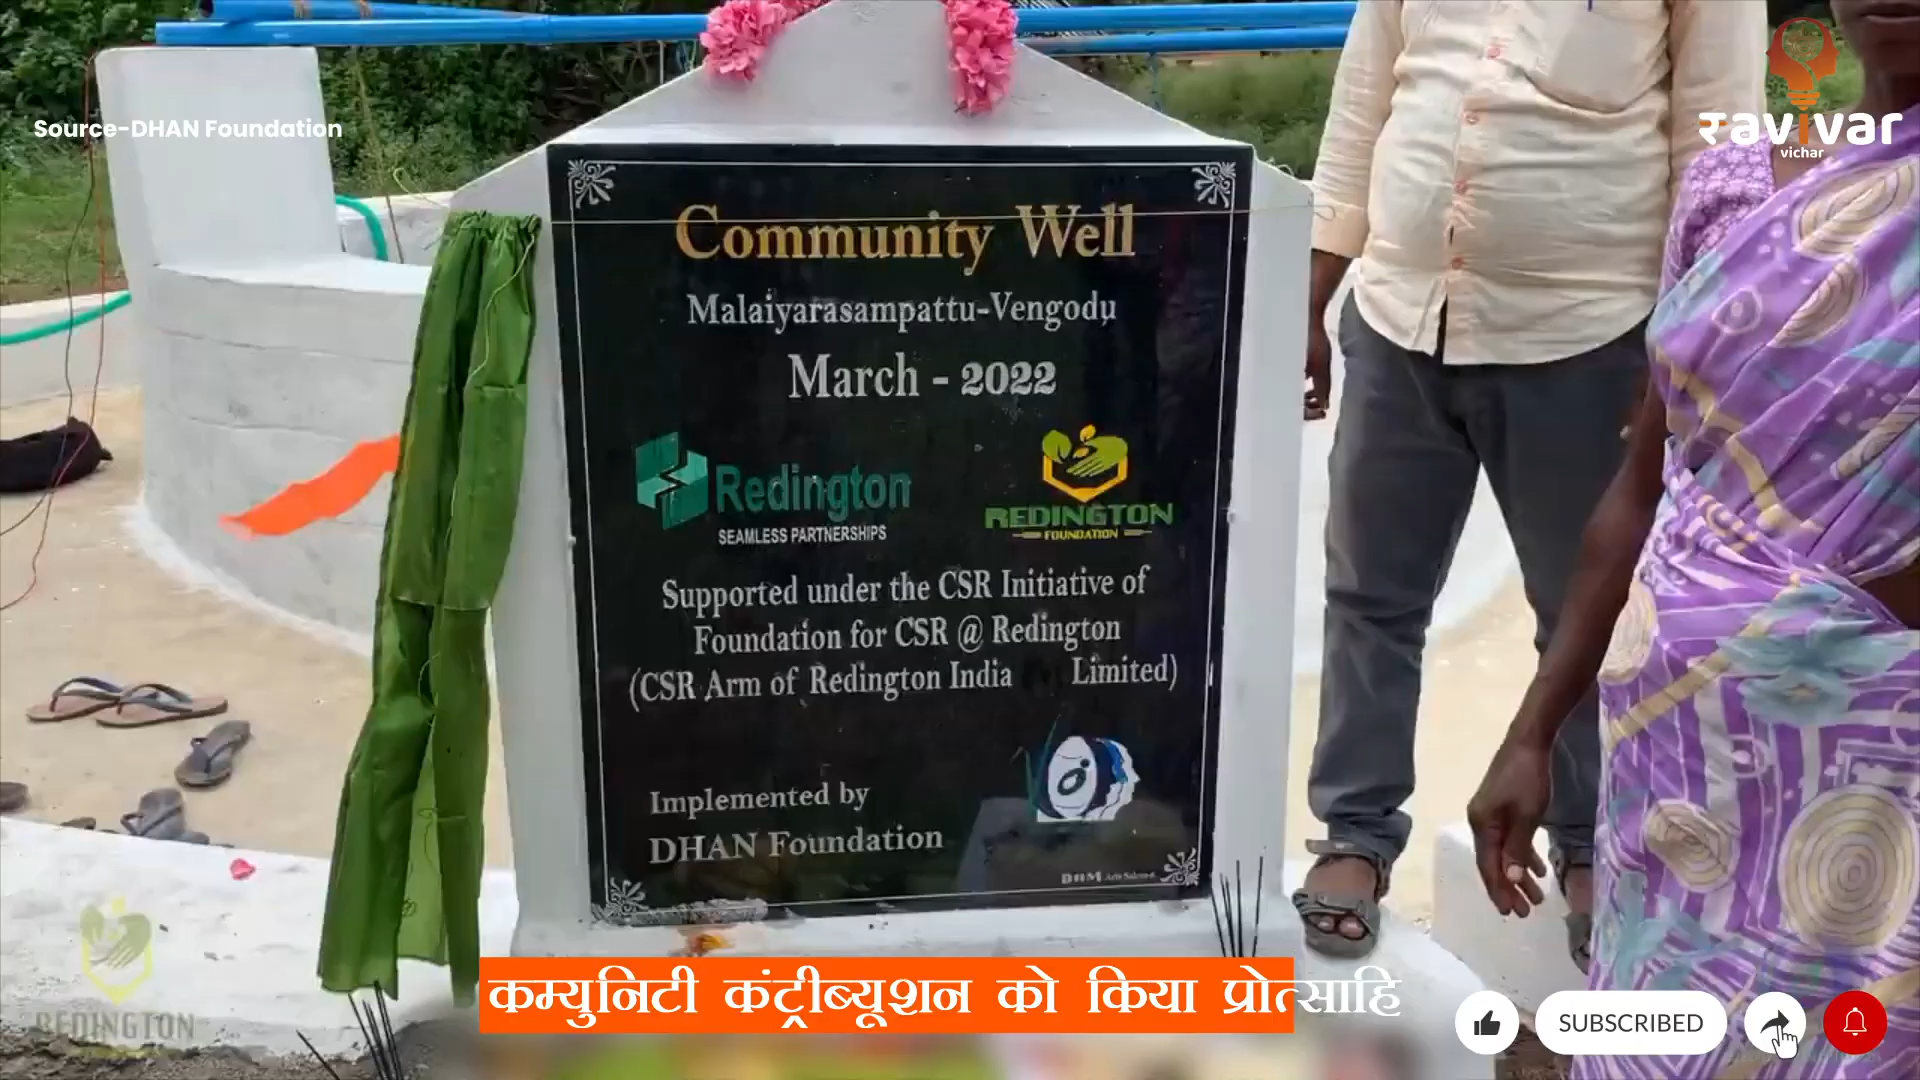 Source-DHAN Foundation
रavivar
vichar
Community Well
Malaiyarasampattu-Vengodu
March - 2022
Redington
SEAMLESS PARTNERSHIPS
REDINGTON
FOUNDATION
Supported under the CSR Initiative of
Foundation for CSR @ Redington
(CSR Arm of Redington India Limited)
Implemented by
DHAN Foundation
REDINGTON
कम्युनिटी कंट्रीब्यूशन को किया प्रोत्साहि
SUBSCRIBED